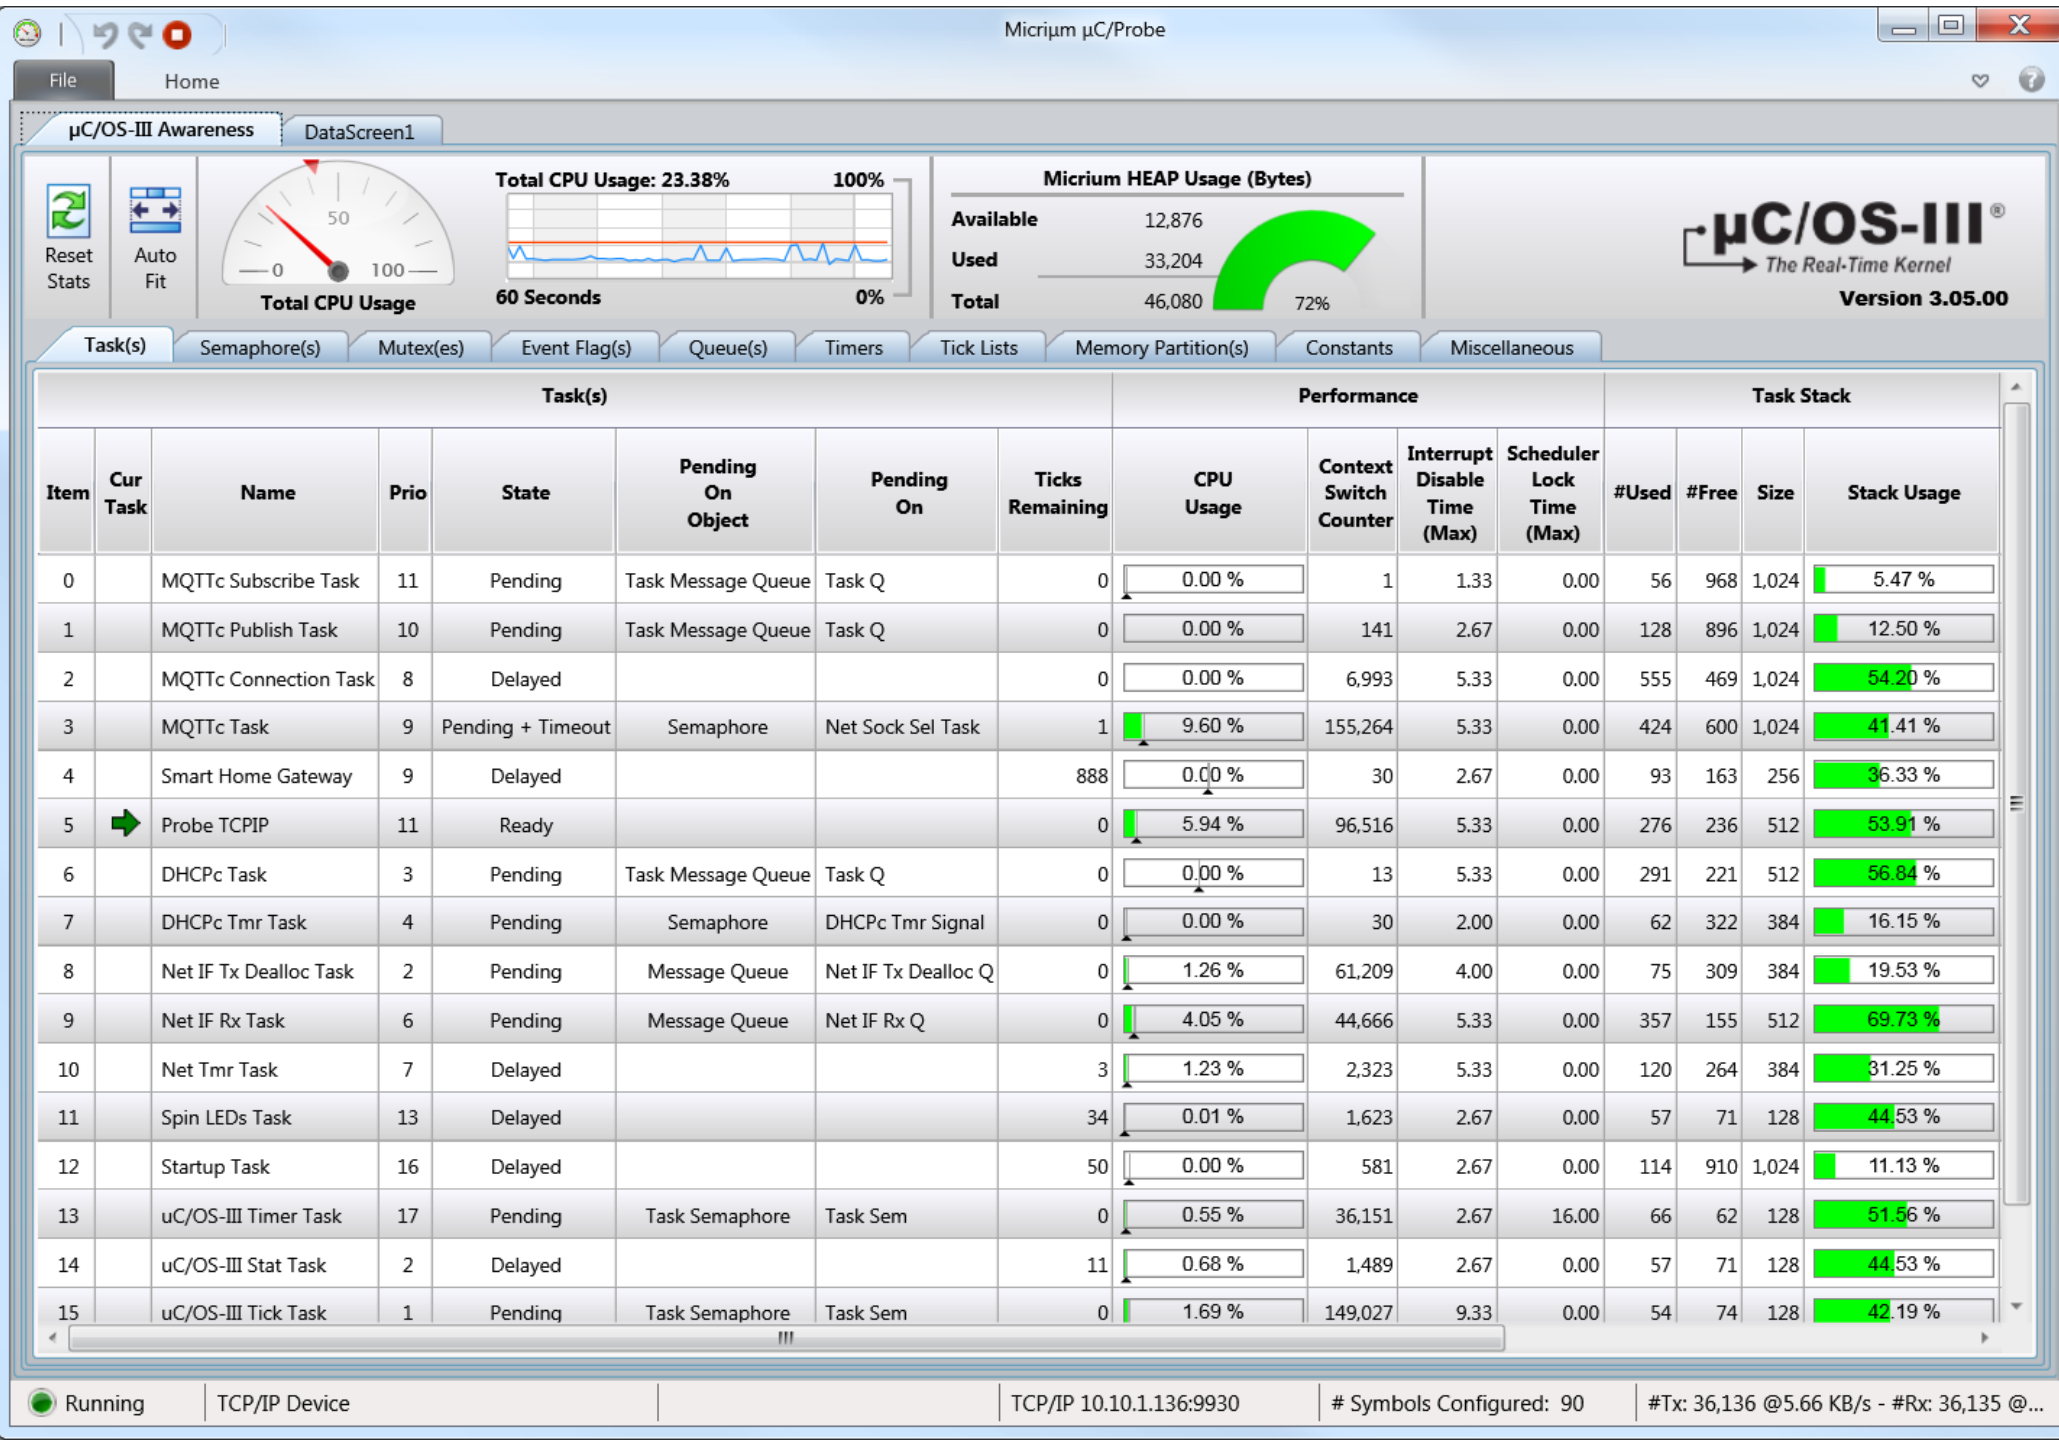 Micriµm µC/Probe
File Home
µC/OS-III Awareness DataScreen1
Reset Stats
Auto Fit
50
0 100
Total CPU Usage
Total CPU Usage: 23.38% 100%
60 Seconds 0%
Micrium HEAP Usage (Bytes)
Available 12,876
Used 33,204
Total 46,080
72%
µC/OS-III®
The Real-Time Kernel
Version 3.05.00
Task(s) Semaphore(s) Mutex(es) Event Flag(s) Queue(s) Timers Tick Lists Memory Partition(s) Constants Miscellaneous
Task(s) Performance Task Stack
Item Cur Task Name Prio State Pending On Object Pending On Ticks Remaining CPU Usage Context Switch Counter Interrupt Disable Time (Max) Scheduler Lock Time (Max) #Used #Free Size Stack Usage
0 MQTTc Subscribe Task 11 Pending Task Message Queue Task Q 0 0.00 % 1 1.33 0.00 56 968 1,024 5.47 %
1 MQTTc Publish Task 10 Pending Task Message Queue Task Q 0 0.00 % 141 2.67 0.00 128 896 1,024 12.50 %
2 MQTTc Connection Task 8 Delayed 0 0.00 % 6,993 5.33 0.00 555 469 1,024 54.20 %
3 MQTTc Task 9 Pending + Timeout Semaphore Net Sock Sel Task 1 9.60 % 155,264 5.33 0.00 424 600 1,024 41.41 %
4 Smart Home Gateway 9 Delayed 888 0.00 % 30 2.67 0.00 93 163 256 36.33 %
5 Probe TCPIP 11 Ready 0 5.94 % 96,516 5.33 0.00 276 236 512 53.91 %
6 DHCPc Task 3 Pending Task Message Queue Task Q 0 0.00 % 13 5.33 0.00 291 221 512 56.84 %
7 DHCPc Tmr Task 4 Pending Semaphore DHCPc Tmr Signal 0 0.00 % 30 2.00 0.00 62 322 384 16.15 %
8 Net IF Tx Dealloc Task 2 Pending Message Queue Net IF Tx Dealloc Q 0 1.26 % 61,209 4.00 0.00 75 309 384 19.53 %
9 Net IF Rx Task 6 Pending Message Queue Net IF Rx Q 0 4.05 % 44,666 5.33 0.00 357 155 512 69.73 %
10 Net Tmr Task 7 Delayed 3 1.23 % 2,323 5.33 0.00 120 264 384 31.25 %
11 Spin LEDs Task 13 Delayed 34 0.01 % 1,623 2.67 0.00 57 71 128 44.53 %
12 Startup Task 16 Delayed 50 0.00 % 581 2.67 0.00 114 910 1,024 11.13 %
13 uC/OS-III Timer Task 17 Pending Task Semaphore Task Sem 0 0.55 % 36,151 2.67 16.00 66 62 128 51.56 %
14 uC/OS-III Stat Task 2 Delayed 11 0.68 % 1,489 2.67 0.00 57 71 128 44.53 %
15 uC/OS-III Tick Task 1 Pending Task Semaphore Task Sem 0 1.69 % 149,027 9.33 0.00 54 74 128 42.19 %
Running TCP/IP Device TCP/IP 10.10.1.136:9930 # Symbols Configured: 90 #Tx: 36,136 @5.66 KB/s - #Rx: 36,135 @...